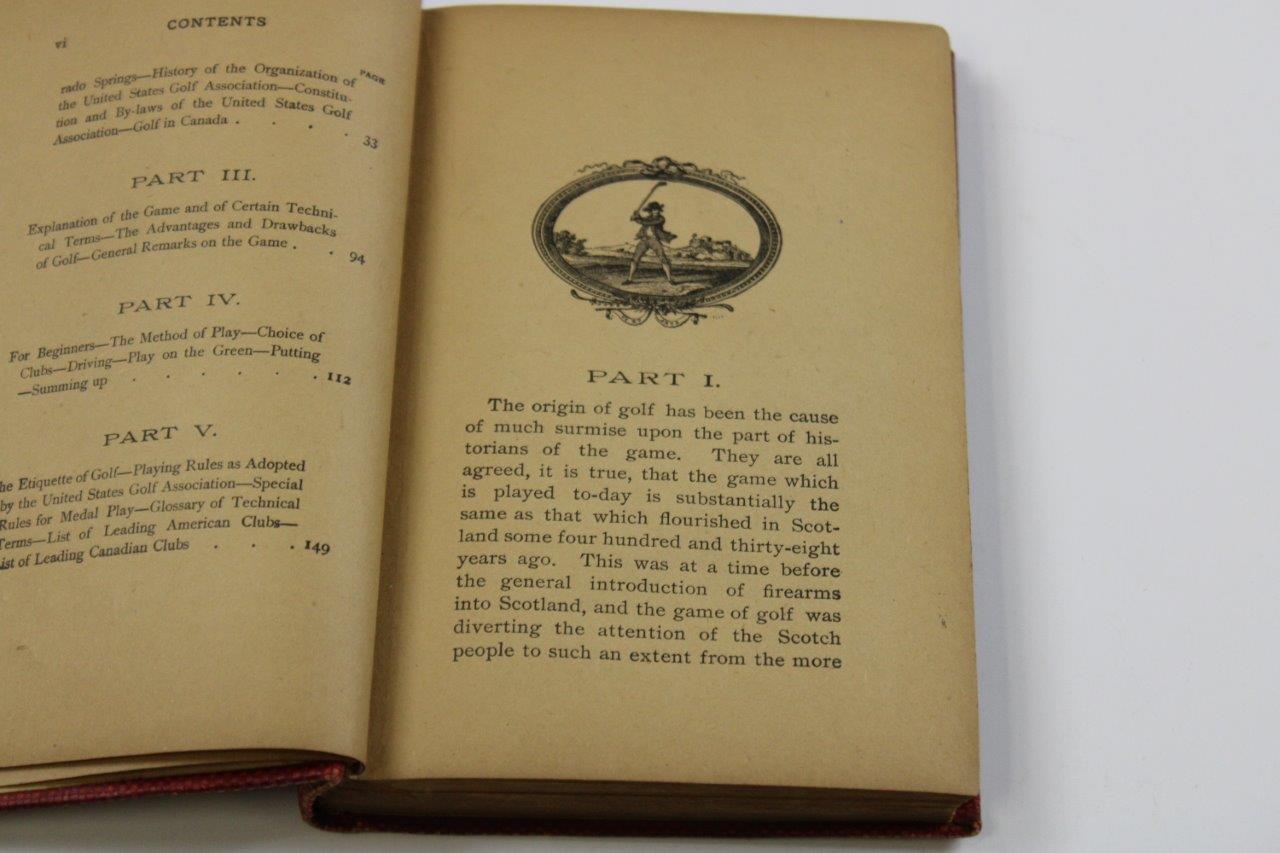 CONTENTS
vi
PAGE
rado Springs—History of the Organization of
the United States Golf Association—Constitu-
tion and By-laws of the United States Golf
Association—Golf in Canada . . . . 33
PART III.
Explanation of the Game and of Certain Techni-
cal Terms—The Advantages and Drawbacks
of Golf—General Remarks on the Game . . 94
PART IV.
For Beginners—The Method of Play—Choice of
Clubs—Driving—Play on the Green—Putting
—Summing up . . . . . . 112
PART V.
he Etiquette of Golf—Playing Rules as Adopted
by the United States Golf Association—Special
Rules for Medal Play—Glossary of Technical
Terms—List of Leading American Clubs—
ist of Leading Canadian Clubs . . . 149
PART I.
The origin of golf has been the cause
of much surmise upon the part of his-
torians of the game. They are all
agreed, it is true, that the game which
is played to-day is substantially the
same as that which flourished in Scot-
land some four hundred and thirty-eight
years ago. This was at a time before
the general introduction of firearms
into Scotland, and the game of golf was
diverting the attention of the Scotch
people to such an extent from the more